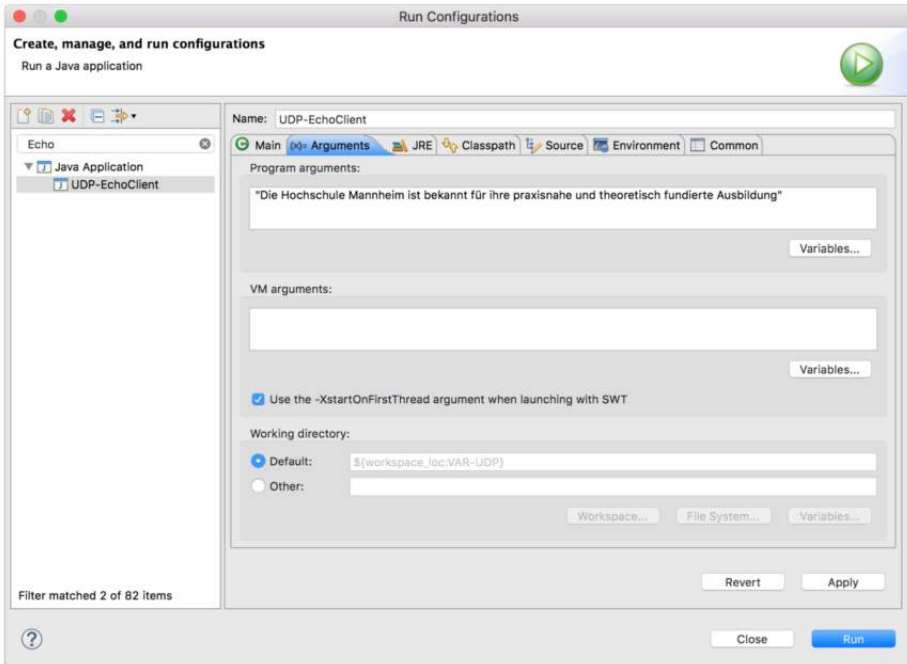 Run Configurations
Create, manage, and run configurations
Run a Java application
Echo
Java Application
UDP-EchoClient
Filter matched 2 of 82 items
Name: UDP-EchoClient
Main (x)= Arguments JRE Classpath Source Environment Common
Program arguments:
"Die Hochschule Mannheim ist bekannt für ihre praxisnahe und theoretisch fundierte Ausbildung"
Variables...
VM arguments:
Variables...
Use the -XstartOnFirstThread argument when launching with SWT
Working directory:
Default: ${workspace_loc:VAR-UDP}
Other:
Workspace... File System... Variables...
Revert Apply
? Close Run